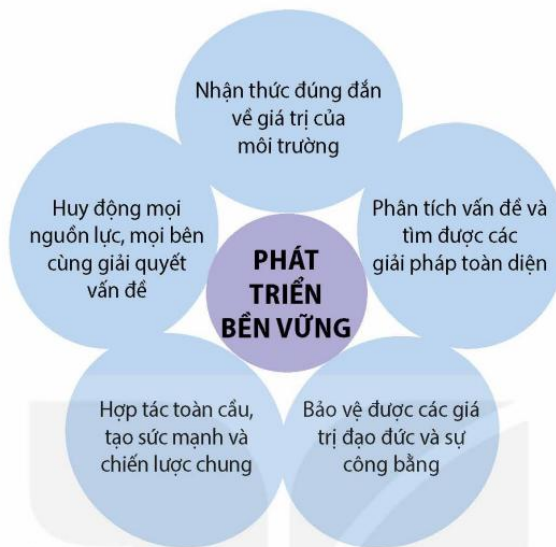 Nhận thức đúng đắn
về giá trị của
môi trường
Huy động mọi
nguồn lực, mọi bên
cùng giải quyết
vấn đề
Phân tích vấn đề và
tìm được các
giải pháp toàn diện
PHÁT
TRIỂN
BỀN VỮNG
Hợp tác toàn cầu,
tạo sức mạnh và
chiến lược chung
Bảo vệ được các giá
trị đạo đức và sự
công bằng